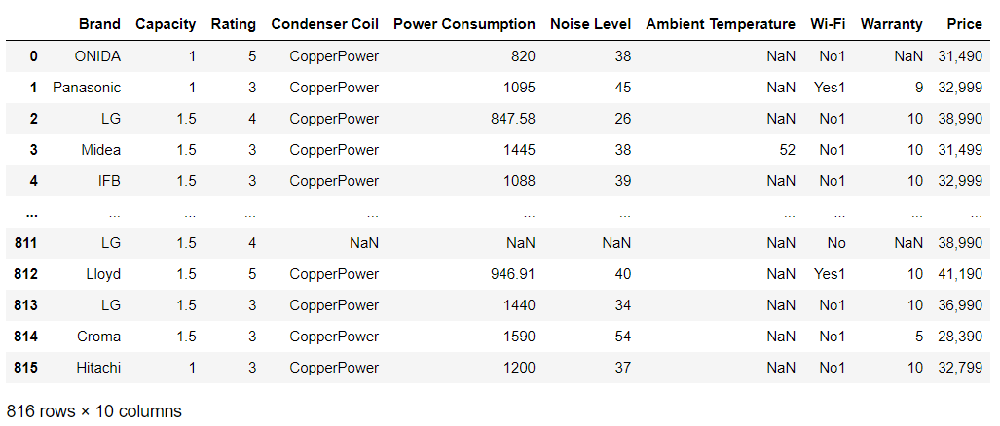 Brand Capacity Rating Condenser Coil Power Consumption Noise Level Ambient Temperature Wi-Fi Warranty Price
0 ONIDA 1 5 CopperPower 820 38 NaN No1 NaN 31,490
1 Panasonic 1 3 CopperPower 1095 45 NaN Yes1 9 32,999
2 LG 1.5 4 CopperPower 847.58 26 NaN No1 10 38,990
3 Midea 1.5 3 CopperPower 1445 38 52 No1 10 31,499
4 IFB 1.5 3 CopperPower 1088 39 NaN No1 10 32,999
... ... ... ... ... ... ... ... ... ... ...
811 LG 1.5 4 NaN NaN NaN NaN No NaN 38,990
812 Lloyd 1.5 5 CopperPower 946.91 40 NaN Yes1 10 41,190
813 LG 1.5 3 CopperPower 1440 34 NaN No1 10 36,990
814 Croma 1.5 3 CopperPower 1590 54 NaN No1 5 28,390
815 Hitachi 1 3 CopperPower 1200 37 NaN No1 10 32,799
816 rows × 10 columns